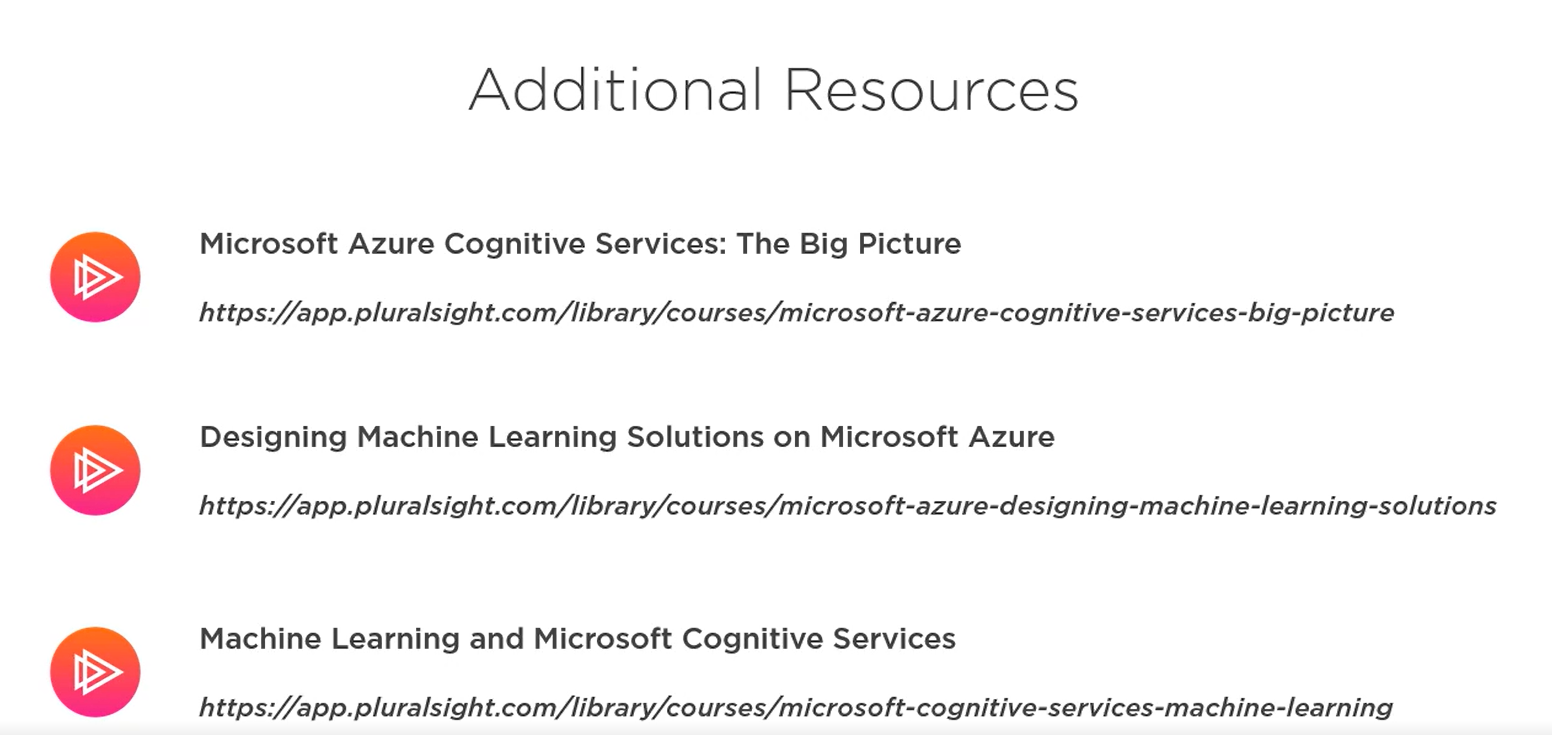 Additional Resources
Microsoft Azure Cognitive Services: The Big Picture
https://app.pluralsight.com/library/courses/microsoft-azure-cognitive-services-big-picture
Designing Machine Learning Solutions on Microsoft Azure
https://app.pluralsight.com/library/courses/microsoft-azure-designing-machine-learning-solutions
Machine Learning and Microsoft Cognitive Services
https://app.pluralsight.com/library/courses/microsoft-cognitive-services-machine-learning